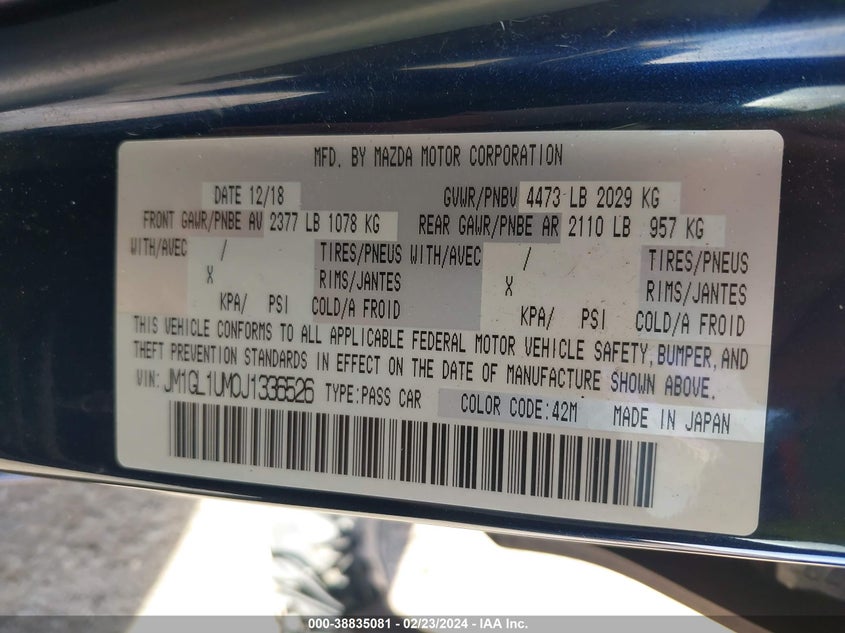 MFD. BY MAZDA MOTOR CORPORATION
DATE 12/18 GVWR/PNBV 4473 LB 2029 KG
FRONT GAWR/PNBE AV 2377 LB 1078 KG REAR GAWR/PNBE AR 2110 LB 957 KG
WITH/AVEC / TIRES/PNEUS WITH/AVEC / TIRES/PNEUS
X RIMS/JANTES X RIMS/JANTES
KPA/ PSI COLD/A FROID KPA/ PSI COLD/A FROID
THIS VEHICLE CONFORMS TO ALL APPLICABLE FEDERAL MOTOR VEHICLE SAFETY, BUMPER, AND
THEFT PREVENTION STANDARDS IN EFFECT ON THE DATE OF MANUFACTURE SHOWN ABOVE.
VIN: JM1GL1UM0J1336526 TYPE:PASS CAR COLOR CODE:42M MADE IN JAPAN
000-38835081 - 02/23/2024 - IAA Inc.